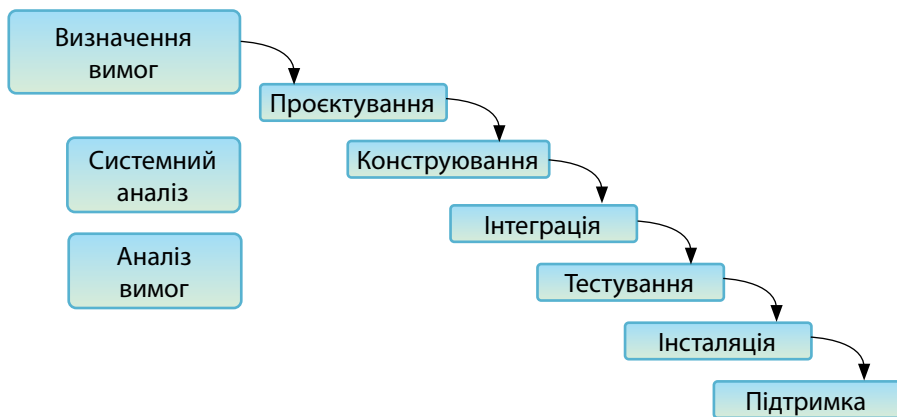 Визначення
вимог
Проєктування
Конструювання
Системний
аналіз
Інтеграція
Аналіз
вимог
Тестування
Інсталяція
Підтримка